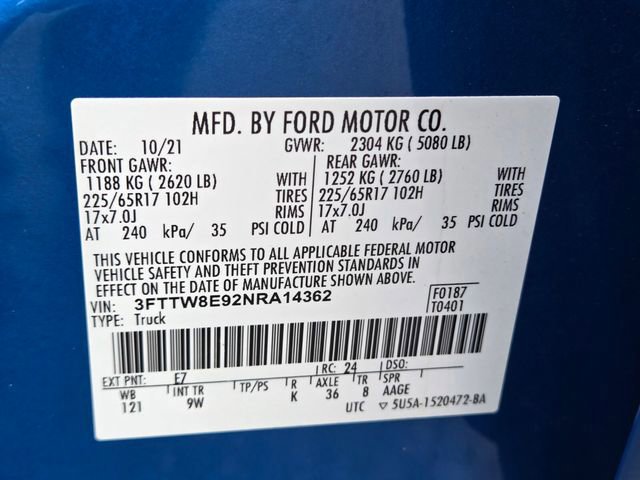 MFD. BY FORD MOTOR CO.
DATE: 10/21 GVWR: 2304 KG ( 5080 LB)
FRONT GAWR: REAR GAWR:
1188 KG ( 2620 LB) WITH 1252 KG ( 2760 LB) WITH
225/65R17 102H TIRES 225/65R17 102H TIRES
17x7.0J RIMS 17x7.0J RIMS
AT 240 kPa/ 35 PSI COLD AT 240 kPa/ 35 PSI COLD
THIS VEHICLE CONFORMS TO ALL APPLICABLE FEDERAL MOTOR
VEHICLE SAFETY AND THEFT PREVENTION STANDARDS IN
EFFECT ON THE DATE OF MANUFACTURE SHOWN ABOVE.
VIN: 3FTTW8E92NRA14362 F0187
TYPE: Truck T0401
EXT PNT: E7 RC: 24 DSO:
WB INT TR TP/PS R AXLE TR SPR
121 9W K 36 8 AAGE
UTC ▽ 5U5A-1520472-BA